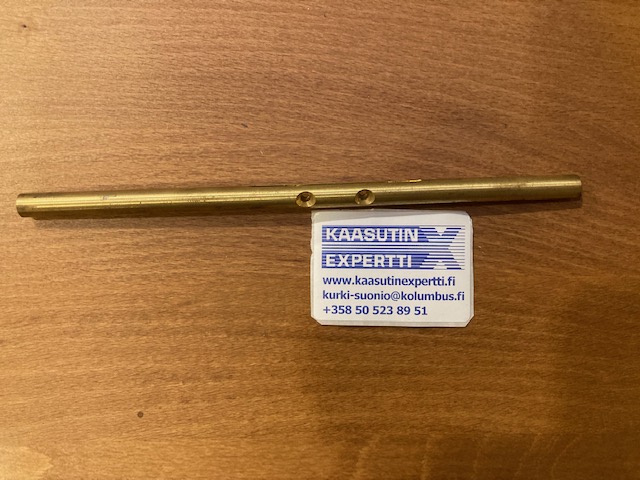 KAASUTIN X
EXPERTTI
www.kaasutinexpertti.fi
kurki-suonio@kolumbus.fi
+358 50 523 89 51